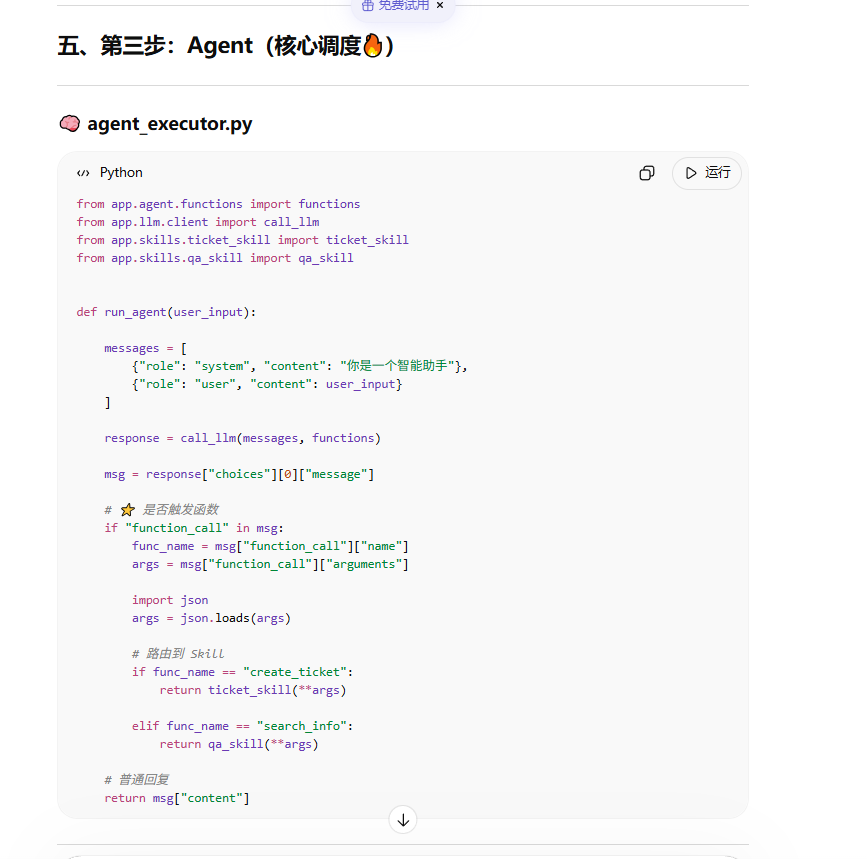 免费试用 ×
五、第三步：Agent（核心调度🔥）
🧠 agent_executor.py
Python
运行
from app.agent.functions import functions
from app.llm.client import call_llm
from app.skills.ticket_skill import ticket_skill
from app.skills.qa_skill import qa_skill
def run_agent(user_input):
messages = [
{"role": "system", "content": "你是一个智能助手"},
{"role": "user", "content": user_input}
]
response = call_llm(messages, functions)
msg = response["choices"][0]["message"]
# ⭐ 是否触发函数
if "function_call" in msg:
func_name = msg["function_call"]["name"]
args = msg["function_call"]["arguments"]
import json
args = json.loads(args)
# 路由到 Skill
if func_name == "create_ticket":
return ticket_skill(**args)
elif func_name == "search_info":
return qa_skill(**args)
# 普通回复
return msg["content"]